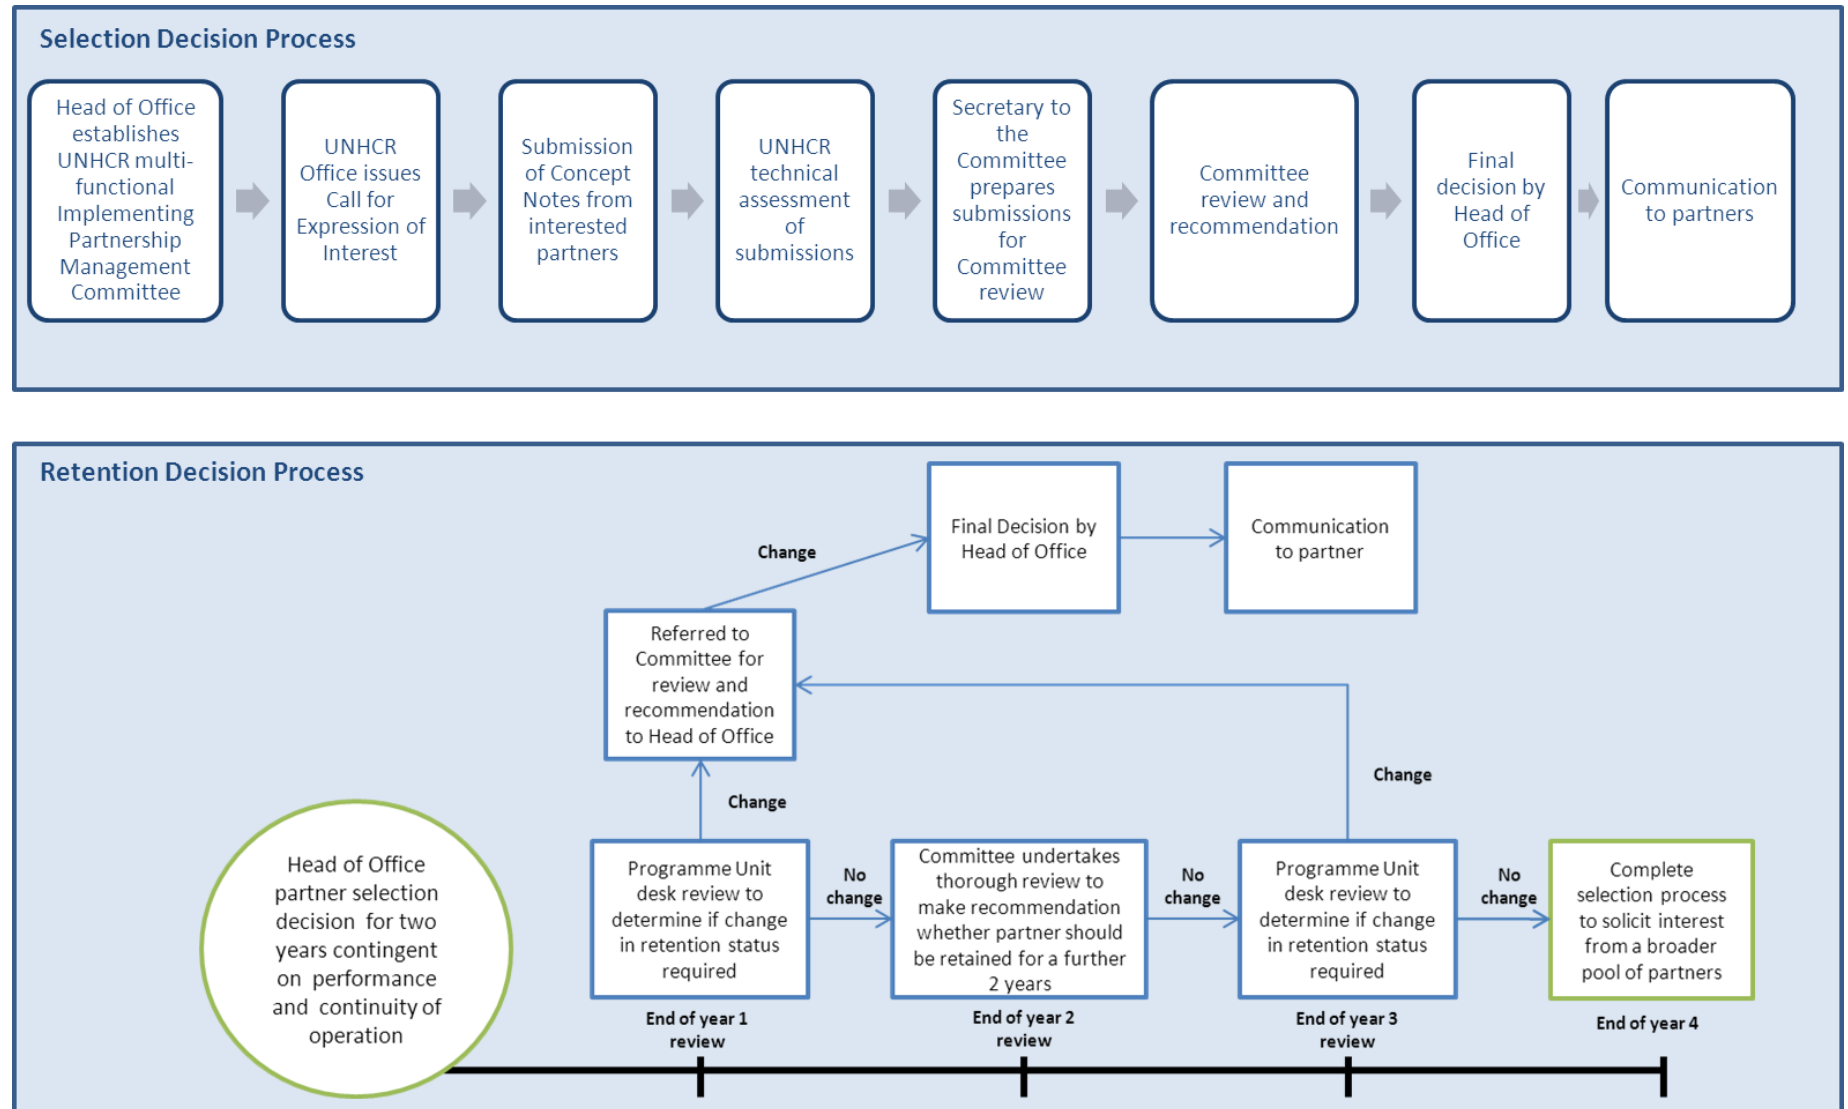 Selection Decision Process
Head of Office
establishes
UNHCR multi-
functional
Implementing
Partnership
Management
Committee
UNHCR
Office issues
Call for
Expression of
Interest
Submission
of Concept
Notes from
interested
partners
UNHCR
technical
assessment
of
submissions
Secretary to
the
Committee
prepares
submissions
for
Committee
review
Committee
review and
recommendation
Final
decision by
Head of
Office
Communication
to partners
Retention Decision Process
Final Decision by
Head of Office
Communication
to partner
Change
Referred to
Committee for
review and
recommendation
to Head of Office
Change
Change
Head of Office
partner selection
decision for two
years contingent
on performance
and continuity of
operation
Programme Unit
desk review to
determine if change
in retention status
required
No
change
Committee undertakes
thorough review to
make recommendation
whether partner should
be retained for a further
2 years
No
change
Programme Unit
desk review to
determine if change
in retention status
required
No
change
Complete
selection process
to solicit interest
from a broader
pool of partners
End of year 1
review
End of year 2
review
End of year 3
review
End of year 4